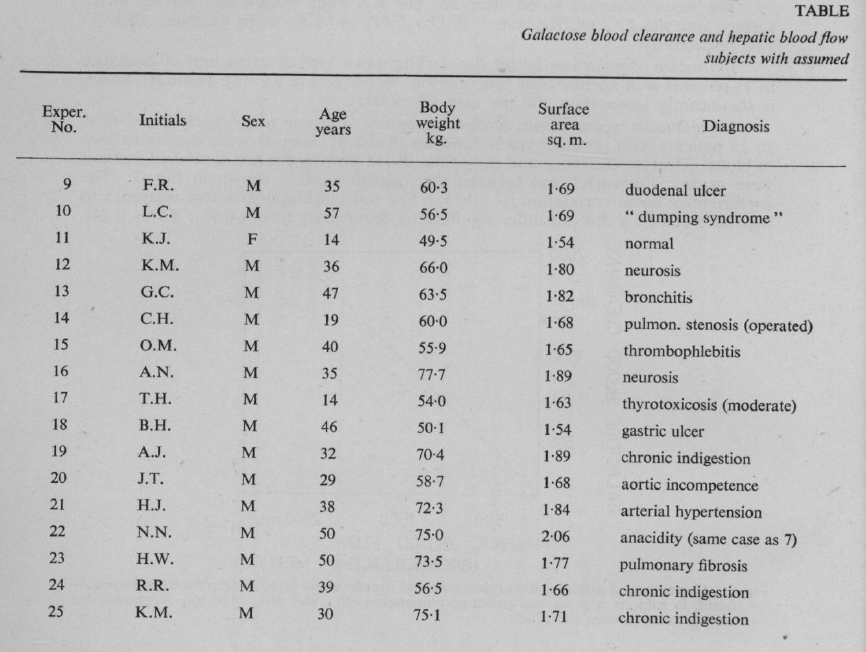 TABLE
Galactose blood clearance and hepatic blood flow
subjects with assumed
Exper. No. Initials Sex Age years Body weight kg. Surface area sq. m. Diagnosis
9 F.R. M 35 60·3 1·69 duodenal ulcer
10 L.C. M 57 56·5 1·69 " dumping syndrome "
11 K.J. F 14 49·5 1·54 normal
12 K.M. M 36 66·0 1·80 neurosis
13 G.C. M 47 63·5 1·82 bronchitis
14 C.H. M 19 60·0 1·68 pulmon. stenosis (operated)
15 O.M. M 40 55·9 1·65 thrombophlebitis
16 A.N. M 35 77·7 1·89 neurosis
17 T.H. M 14 54·0 1·63 thyrotoxicosis (moderate)
18 B.H. M 46 50·1 1·54 gastric ulcer
19 A.J. M 32 70·4 1·89 chronic indigestion
20 J.T. M 29 58·7 1·68 aortic incompetence
21 H.J. M 38 72·3 1·84 arterial hypertension
22 N.N. M 50 75·0 2·06 anacidity (same case as 7)
23 H.W. M 50 73·5 1·77 pulmonary fibrosis
24 R.R. M 39 56·5 1·66 chronic indigestion
25 K.M. M 30 75·1 1·71 chronic indigestion